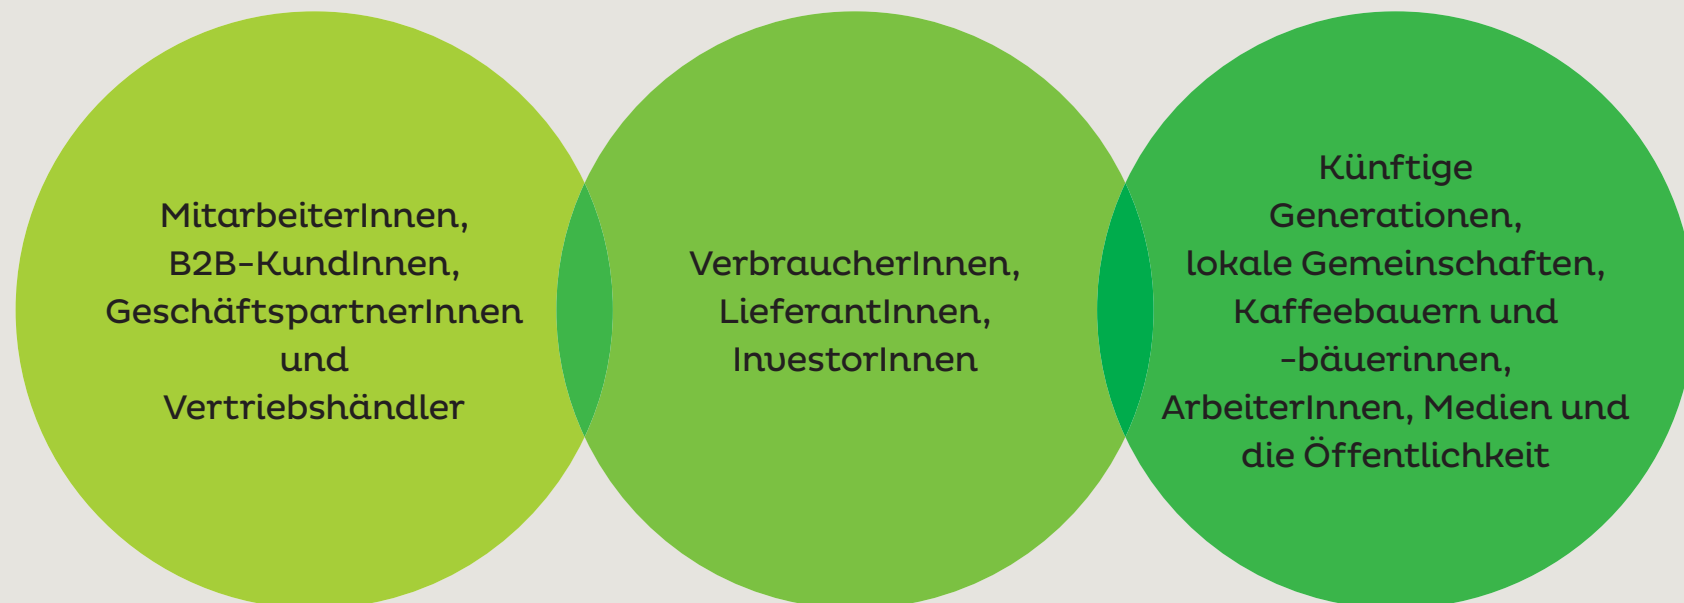 MitarbeiterInnen,
B2B-KundInnen,
GeschäftspartnerInnen
und
Vertriebshändler
VerbraucherInnen,
LieferantInnen,
InvestorInnen
Künftige
Generationen,
lokale Gemeinschaften,
Kaffeebauern und
-bäuerinnen,
ArbeiterInnen, Medien und
die Öffentlichkeit